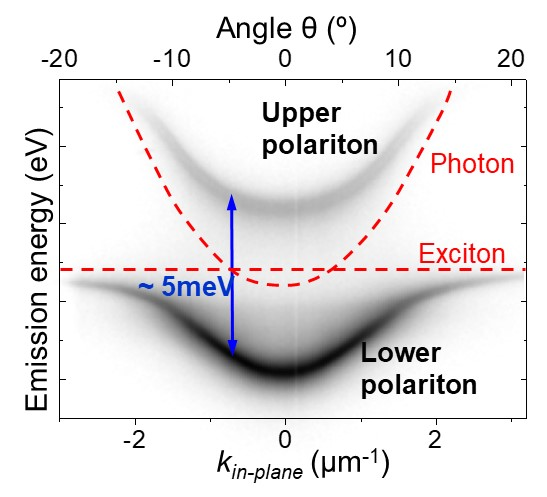 Angle θ (º)
-20 -10 0 10 20
Upper
polariton
Photon
Exciton
~ 5meV
Lower
polariton
Emission energy (eV)
-2 0 2
k in-plane (µm-1)